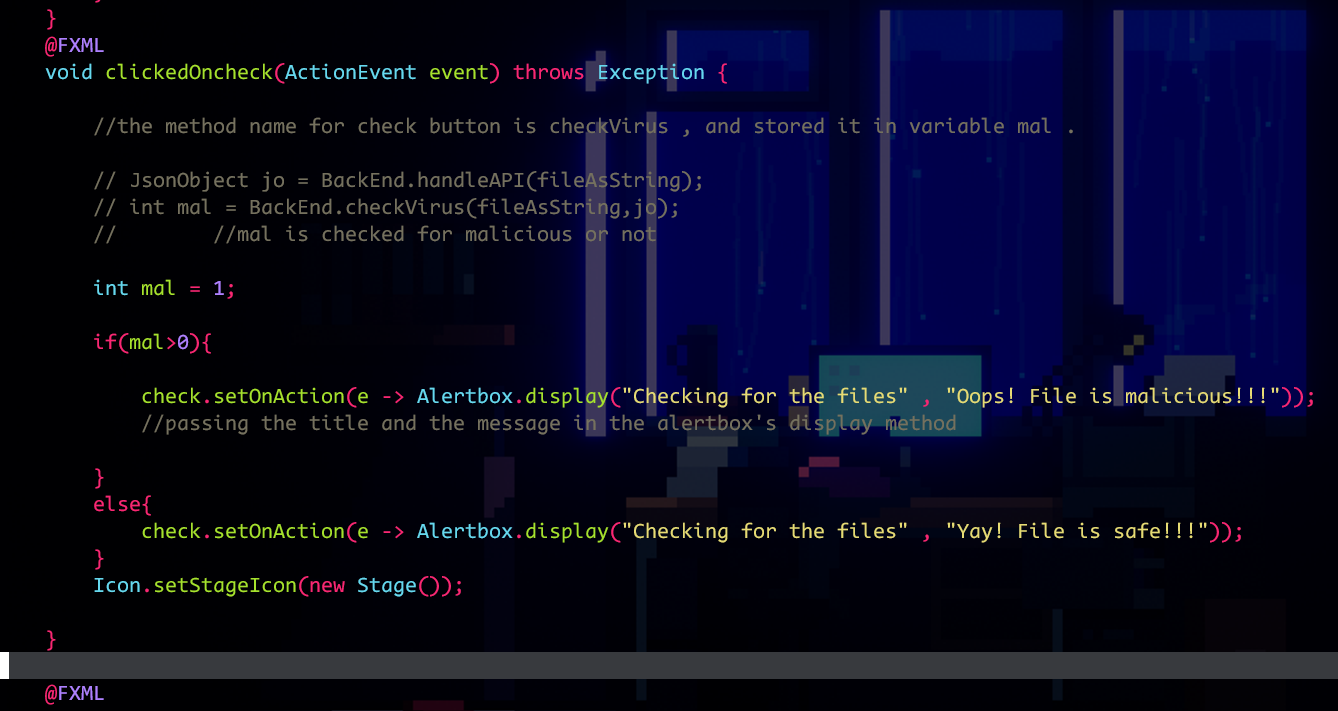 }
@FXML
void clickedOncheck(ActionEvent event) throws Exception {
//the method name for check button is checkVirus , and stored it in variable mal .
// JsonObject jo = BackEnd.handleAPI(fileAsString);
// int mal = BackEnd.checkVirus(fileAsString,jo);
//        //mal is checked for malicious or not
int mal = 1;
if(mal>0){
check.setOnAction(e -> Alertbox.display("Checking for the files" , "Oops! File is malicious!!!"));
//passing the title and the message in the alertbox's display method
}
else{
check.setOnAction(e -> Alertbox.display("Checking for the files" , "Yay! File is safe!!!"));
}
Icon.setStageIcon(new Stage());
}
@FXML